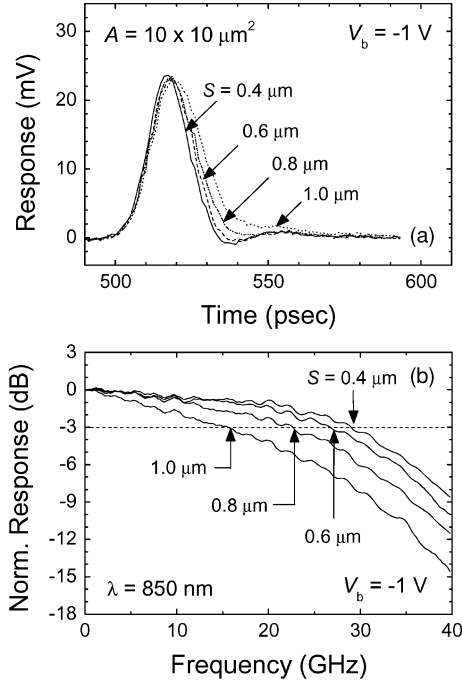 A = 10 x 10 μm²
V_b = -1 V
S = 0.4 μm
0.6 μm
0.8 μm
1.0 μm
(a)
Response (mV)
30
20
10
0
500
550
600
Time (psec)
(b)
S = 0.4 μm
1.0 μm
0.8 μm
0.6 μm
λ = 850 nm
V_b = -1 V
Norm. Response (dB)
3
0
-3
-6
-9
-12
-15
-18
0
10
20
30
40
Frequency (GHz)